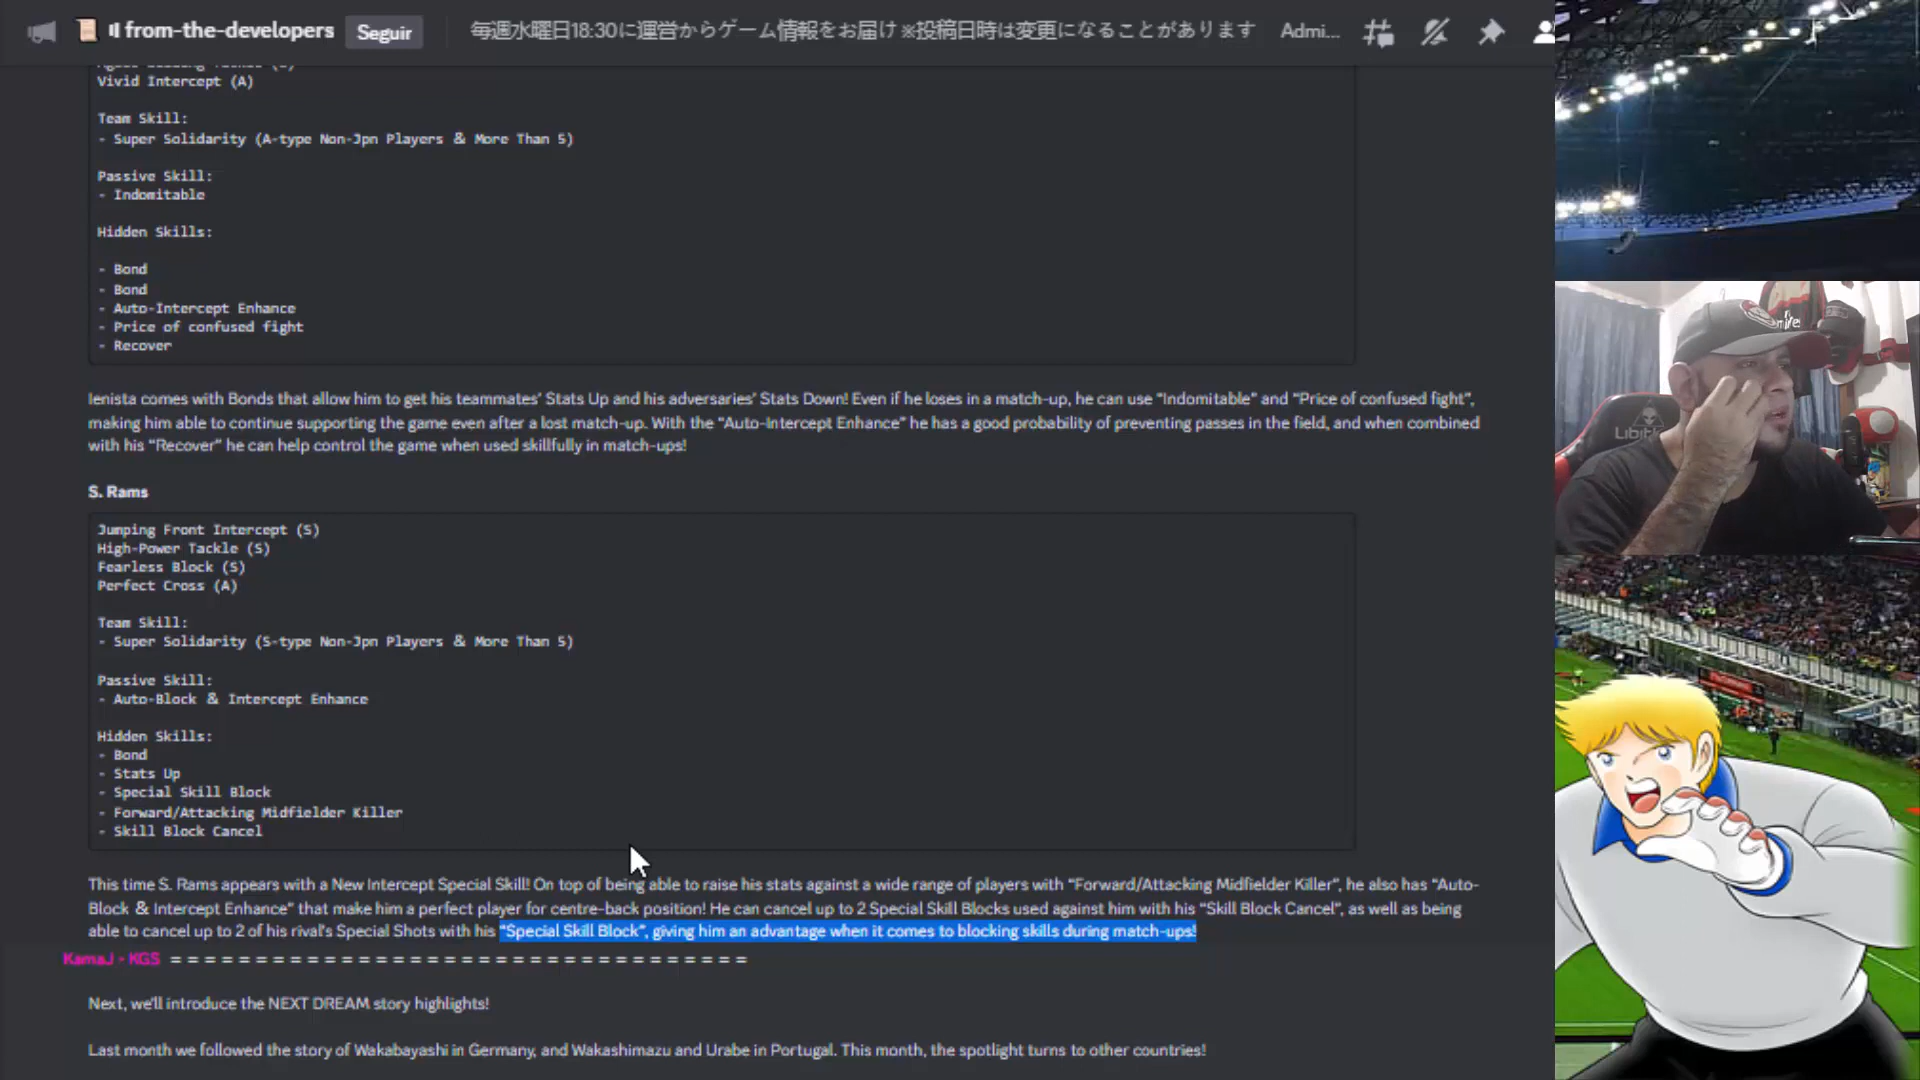 from-the-developers
Seguir
毎週水曜日18:30に運営からゲーム情報をお届け ※投稿日時は変更になることがあります
Admi...
Vivid Intercept (A)
Team Skill:
- Super Solidarity (A-type Non-Jpn Players & More Than 5)
Passive Skill:
- Indomitable
Hidden Skills:
- Bond
- Bond
- Auto-Intercept Enhance
- Price of confused fight
- Recover
Ienista comes with Bonds that allow him to get his teammates' Stats Up and his adversaries' Stats Down! Even if he loses in a match-up, he can use "Indomitable" and "Price of confused fight",
making him able to continue supporting the game even after a lost match-up. With the "Auto-Intercept Enhance" he has a good probability of preventing passes in the field, and when combined
with his "Recover" he can help control the game when used skillfully in match-ups!
S. Rams
Jumping Front Intercept (S)
High-Power Tackle (S)
Fearless Block (S)
Perfect Cross (A)
Team Skill:
- Super Solidarity (S-type Non-Jpn Players & More Than 5)
Passive Skill:
- Auto-Block & Intercept Enhance
Hidden Skills:
- Bond
- Stats Up
- Special Skill Block
- Forward/Attacking Midfielder Killer
- Skill Block Cancel
This time S. Rams appears with a New Intercept Special Skill! On top of being able to raise his stats against a wide range of players with "Forward/Attacking Midfielder Killer", he also has "Auto-
Block & Intercept Enhance" that make him a perfect player for centre-back position! He can cancel up to 2 Special Skill Blocks used against him with his "Skill Block Cancel", as well as being
able to cancel up to 2 of his rival's Special Shots with his "Special Skill Block", giving him an advantage when it comes to blocking skills during match-ups!
KamaJ - KGS = = = = = = = = = = = = = = = = = = = = = = = = = = = = = = = = = =
Next, we'll introduce the NEXT DREAM story highlights!
Last month we followed the story of Wakabayashi in Germany, and Wakashimazu and Urabe in Portugal. This month, the spotlight turns to other countries!